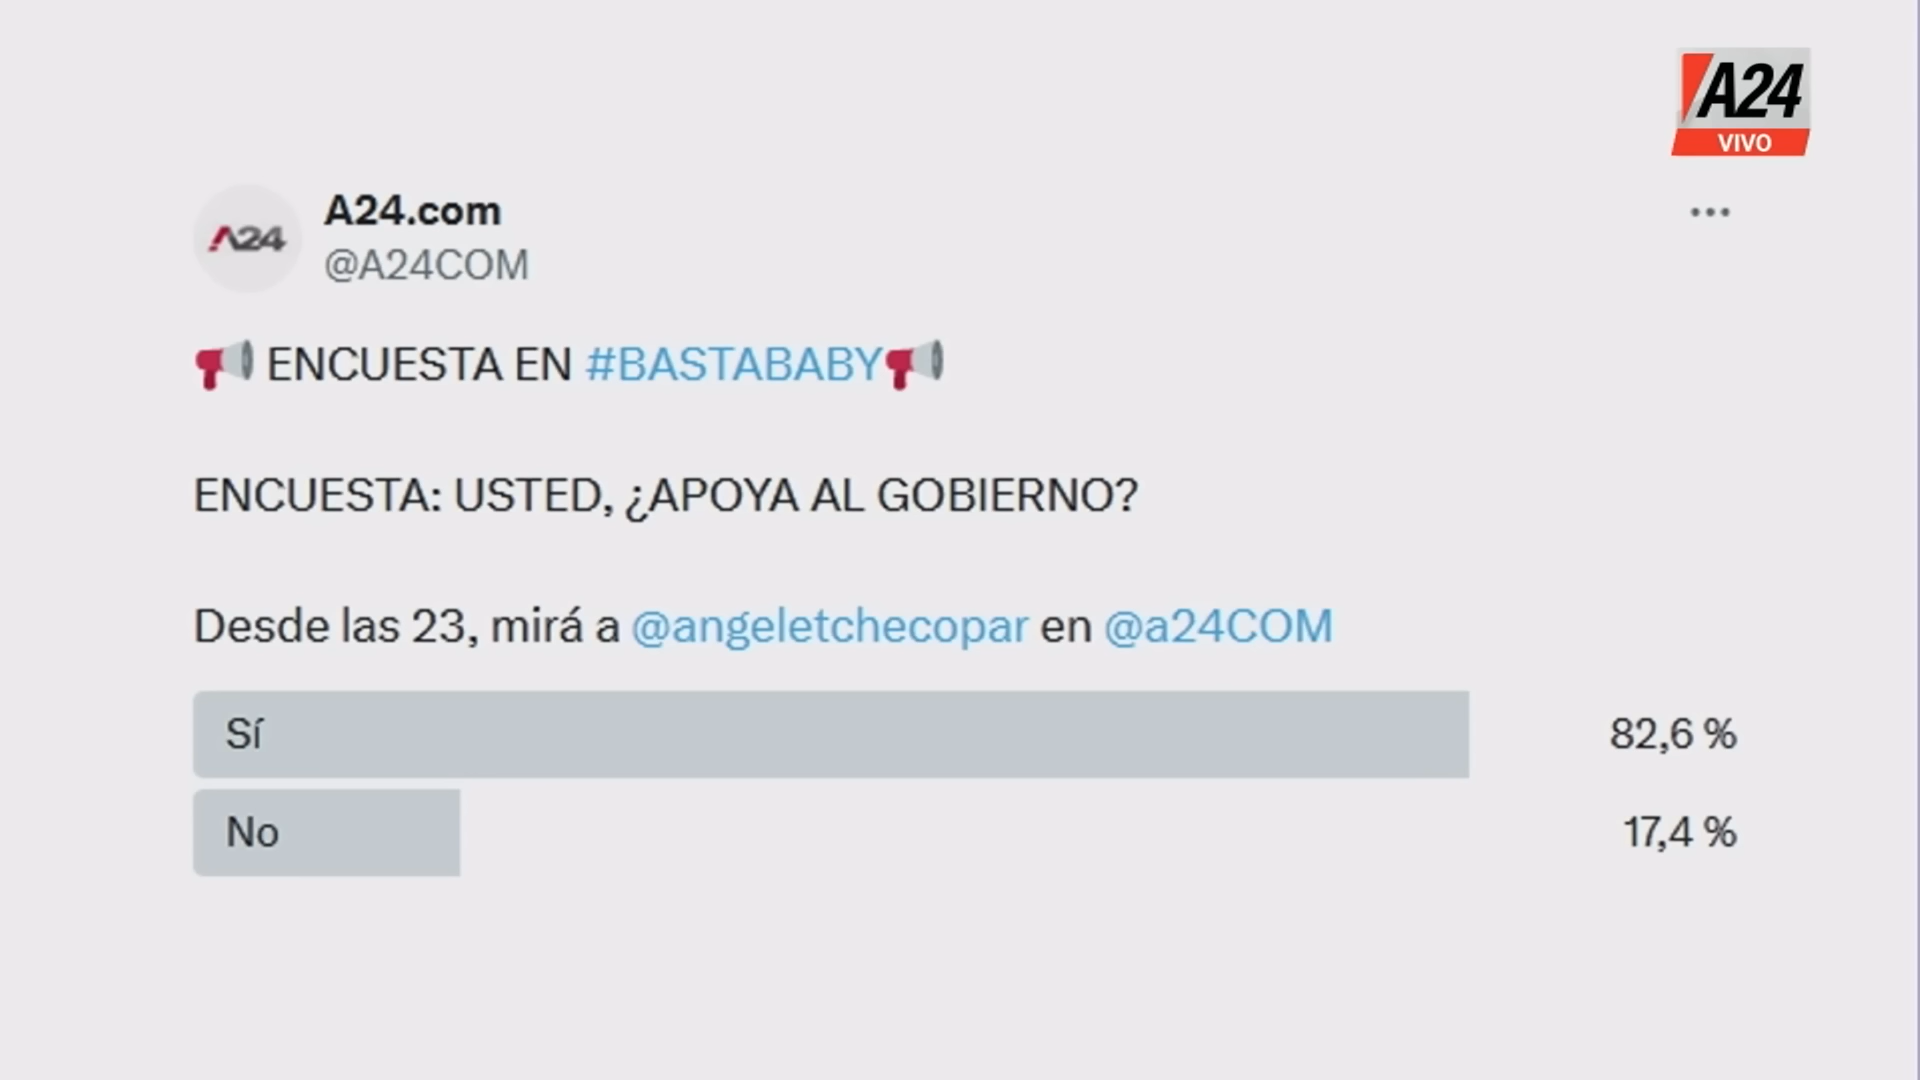 A24
VIVO
A24
A24.com
@A24COM
ENCUESTA EN #BASTABABY
ENCUESTA: USTED, ¿APOYA AL GOBIERNO?
Desde las 23, mirá a @angeletchecopar en @a24COM
Sí 82,6 %
No 17,4 %